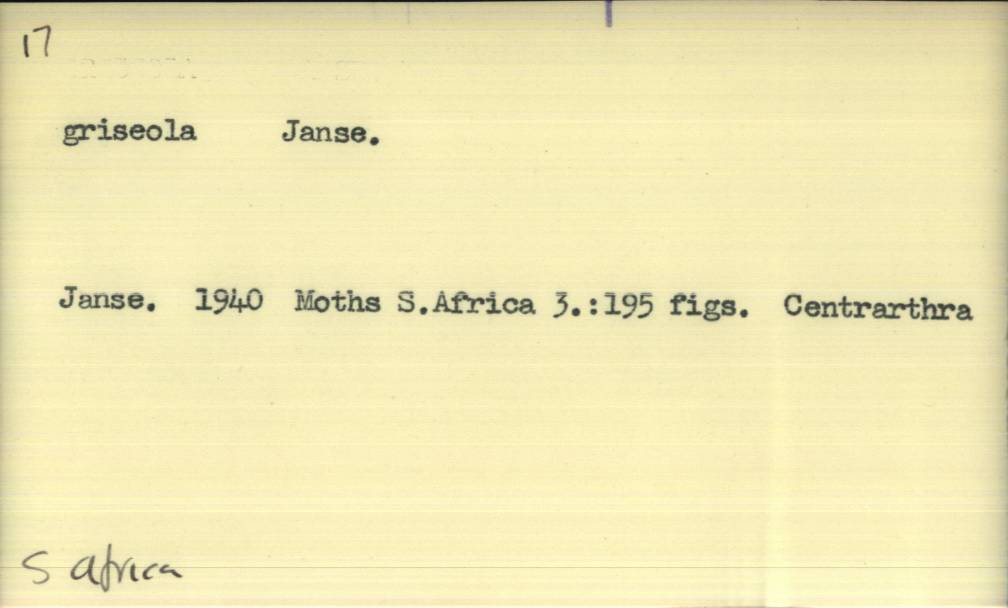 17
griseola Janse.
Janse. 1940 Moths S.Africa 3.:195 figs. Centrarthra
S Africa